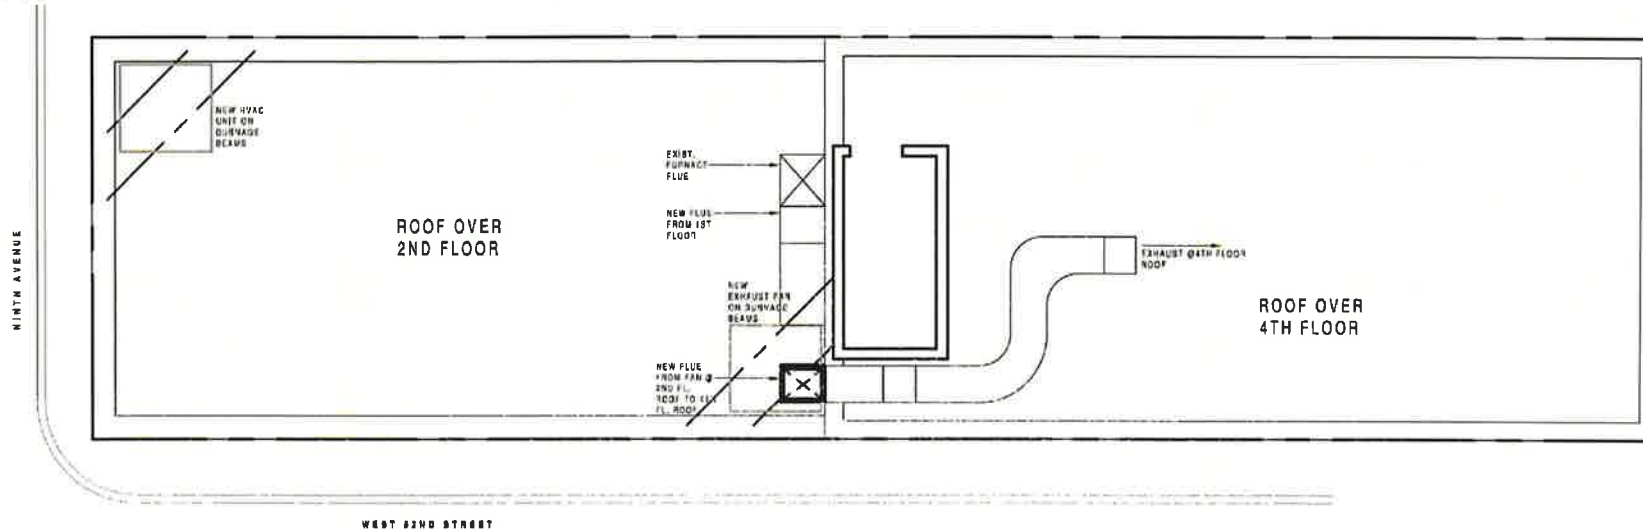 NEW HVAC
UNIT ON
DUNNAGE
BEAMS
EXIST.
FURNACE
FLUE
NEW FLUE
FROM 1ST
FLOOR
ROOF OVER
2ND FLOOR
NINTH AVENUE
NEW
EXHAUST FAN
ON DUNNAGE
BEAMS
EXHAUST @4TH FLOOR
ROOF
ROOF OVER
4TH FLOOR
NEW FLUE
FROM FAN @
2ND FL.
ROOF TO
FL. ROOF
WEST 52ND STREET